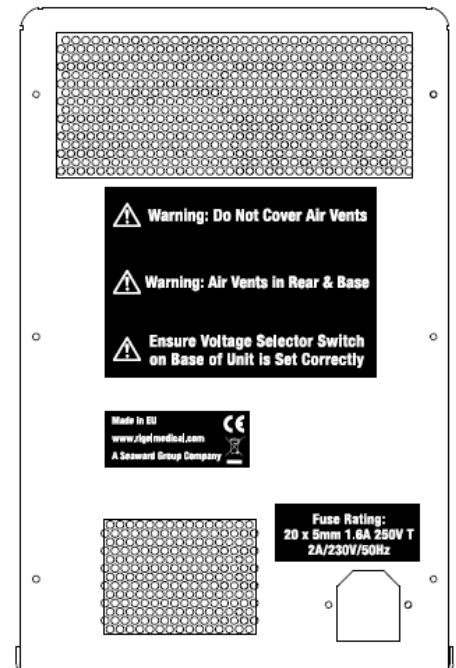 Warning: Do Not Cover Air Vents
Warning: Air Vents in Rear & Base
Ensure Voltage Selector Switch
on Base of Unit is Set Correctly
Made in EU
www.rigelmedical.com
A Seaward Group Company
CE
Fuse Rating:
20 x 5mm 1.6A 250V T
2A/230V/50Hz